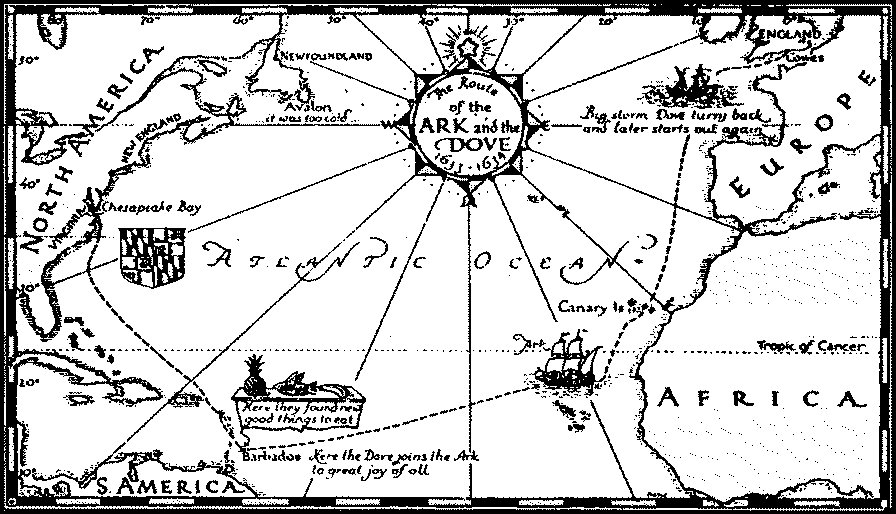 70°
60°
50°
40°
30°
20°
NEWFOUNDLAND
ENGLAND
Cowes
50°
NORTH AMERICA
Avalon
it was too cold
The Route
of the
ARK and the
DOVE
1633-1634
W
E
Big storm Dove turns back
and later starts out again
EUROPE
NEW ENGLAND
40°
VIRGINIA
Chesapeake Bay
ATLANTIC OCEAN
Canary Is
Ark
Tropic of Cancer
20°
AFRICA
Here they found new
good things to eat
Barbados
Here the Dove joins the Ark
to great joy of all
S. AMERICA